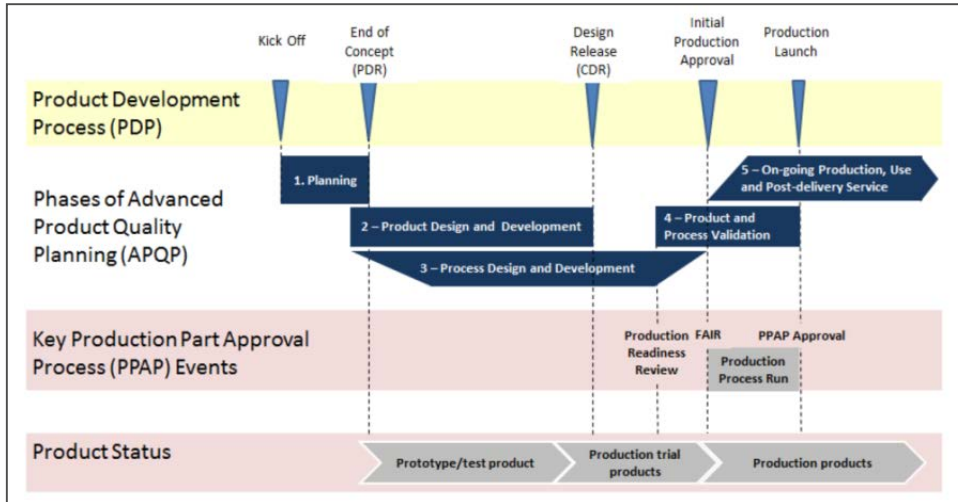 Kick Off
End of
Concept
(PDR)
Design
Release
(CDR)
Initial
Production
Approval
Production
Launch
Product Development
Process (PDP)
1. Planning
5 – On-going Production, Use
and Post-delivery Service
Phases of Advanced
Product Quality
Planning (APQP)
2 – Product Design and Development
4 – Product and
Process Validation
3 – Process Design and Development
Key Production Part Approval
Process (PPAP) Events
Production
Readiness
Review
FAIR
PPAP Approval
Production
Process Run
Product Status
Prototype/test product
Production trial
products
Production products